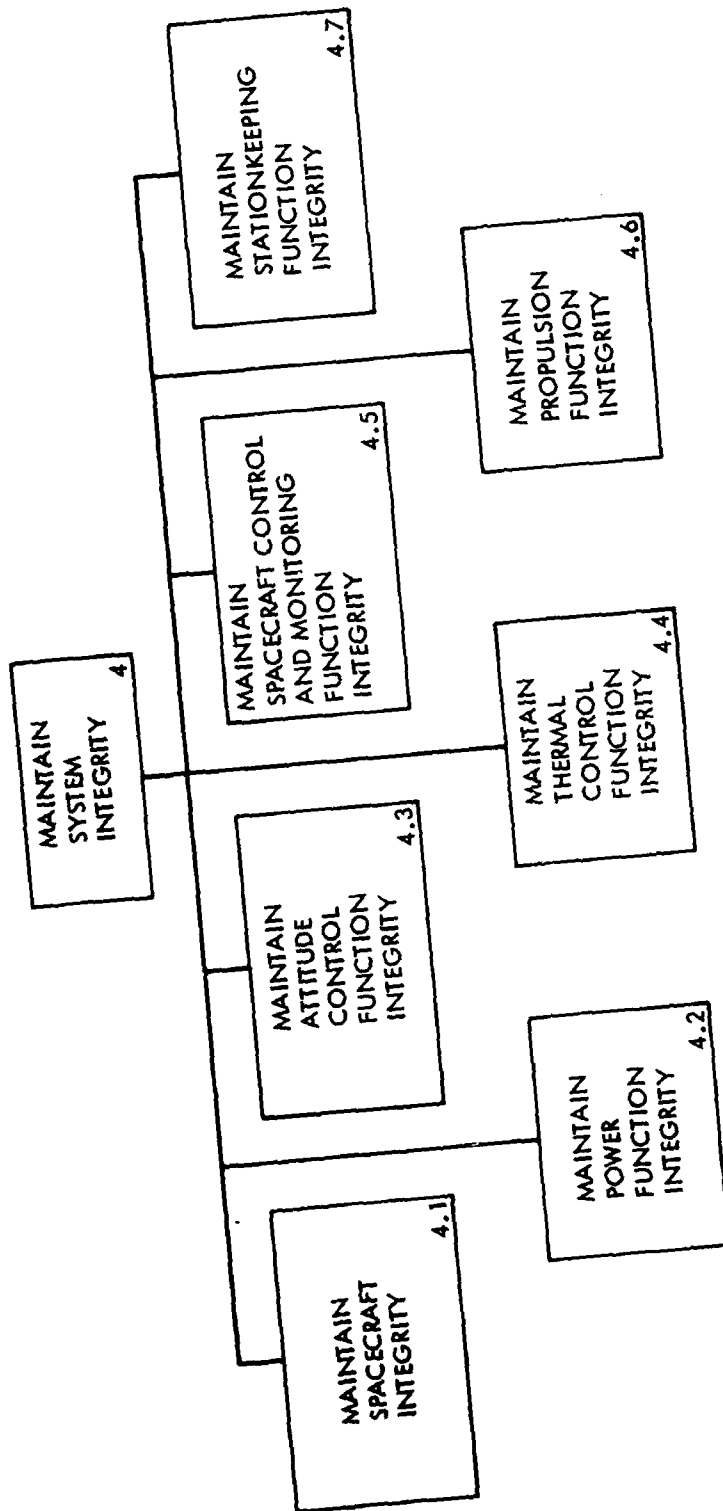 MAINTAIN
SYSTEM
INTEGRITY
4
MAINTAIN
SPACECRAFT
INTEGRITY
4.1
MAINTAIN
POWER
FUNCTION
INTEGRITY
4.2
MAINTAIN
ATTITUDE
CONTROL
FUNCTION
INTEGRITY
4.3
MAINTAIN
THERMAL
CONTROL
FUNCTION
INTEGRITY
4.4
MAINTAIN
SPACECRAFT CONTROL
AND MONITORING
FUNCTION
INTEGRITY
4.5
MAINTAIN
PROPULSION
FUNCTION
INTEGRITY
4.6
MAINTAIN
STATIONKEEPING
FUNCTION
INTEGRITY
4.7